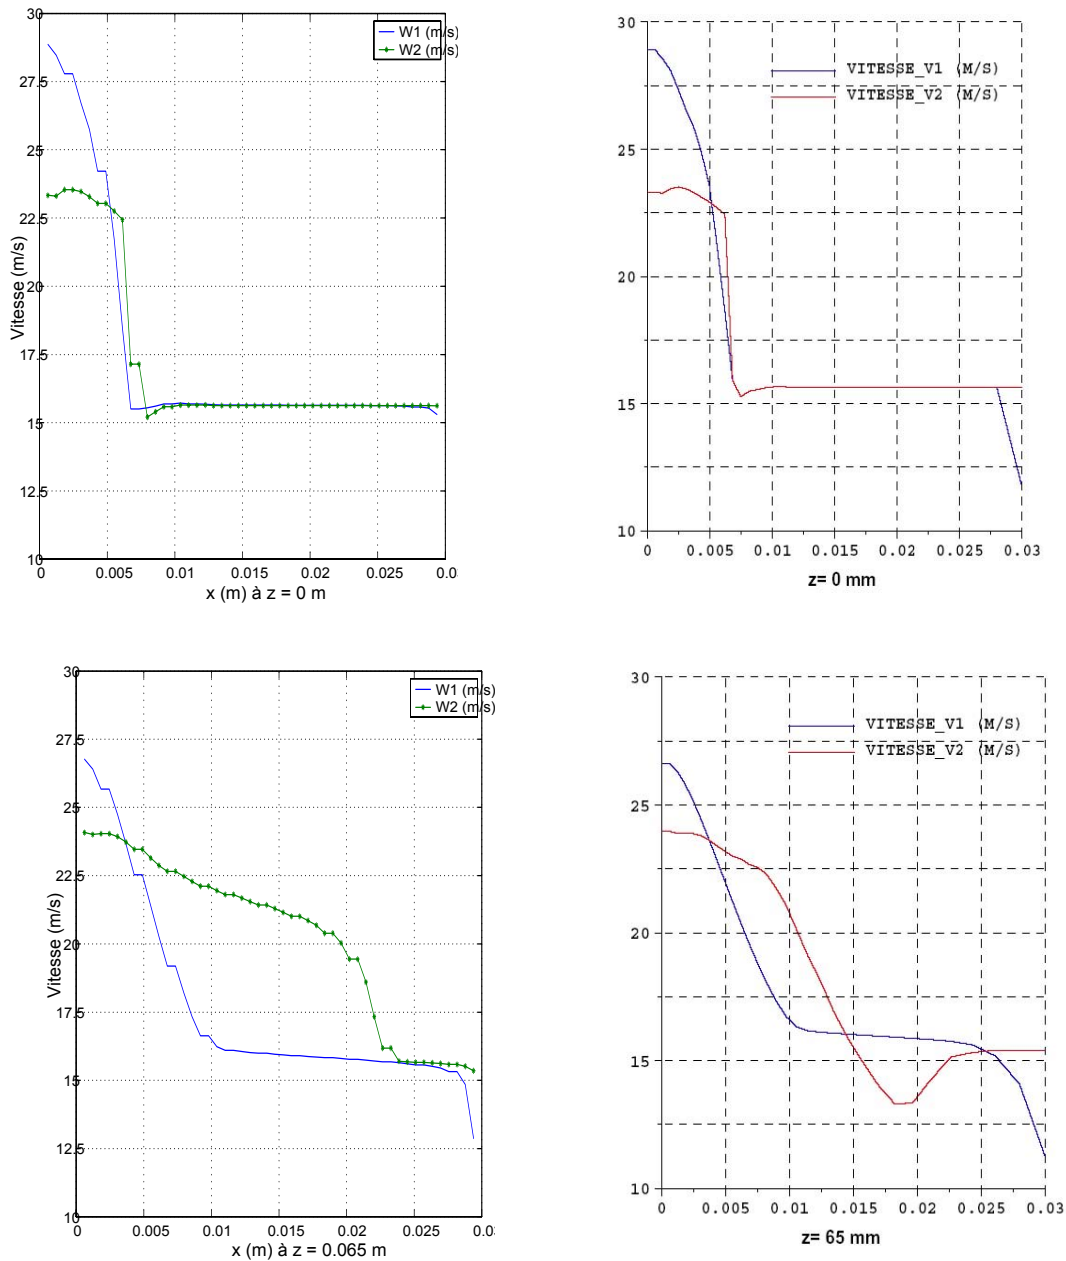 30
27.5
25
22.5
20
17.5
15
12.5
10
Vitesse (m/s)
W1 (m/s)
W2 (m/s)
0 0.005 0.01 0.015 0.02 0.025 0.0
x (m) à z = 0 m
30
25
20
15
10
VITESSE_V1 (M/S)
VITESSE_V2 (M/S)
0 0.005 0.01 0.015 0.02 0.025 0.03
z= 0 mm
30
27.5
25
22.5
20
17.5
15
12.5
10
Vitesse (m/s)
W1 (m/s)
W2 (m/s)
0 0.005 0.01 0.015 0.02 0.025 0.0
x (m) à z = 0.065 m
30
25
20
15
10
VITESSE_V1 (M/S)
VITESSE_V2 (M/S)
0 0.005 0.01 0.015 0.02 0.025 0.03
z= 65 mm